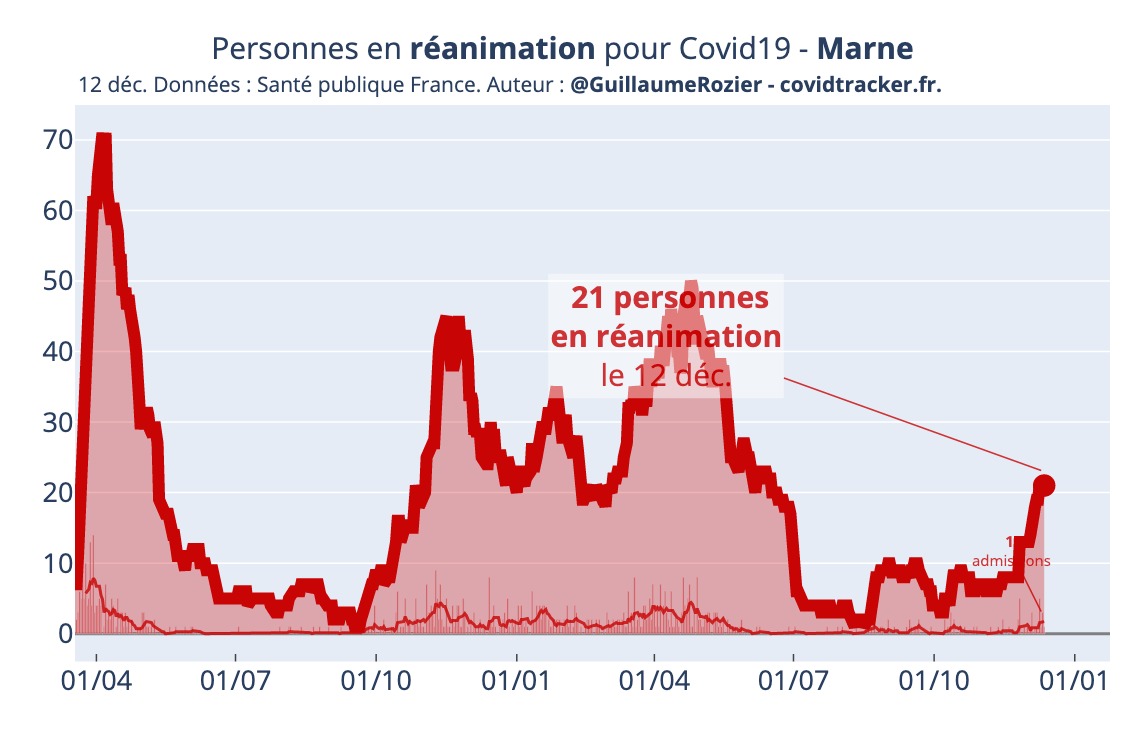 Personnes en réanimation pour Covid19 - Marne
12 déc. Données : Santé publique France. Auteur : @GuillaumeRozier - covidtracker.fr.
70
60
50
40
30
20
10
0
21 personnes
en réanimation
le 12 déc.
admissions
01/04
01/07
01/10
01/01
01/04
01/07
01/10
01/01